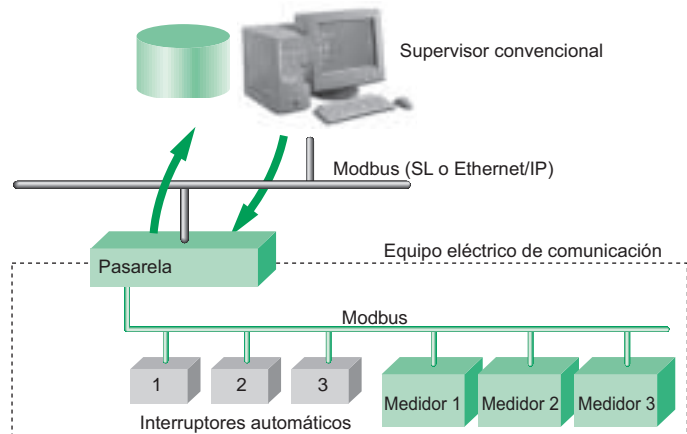 Supervisor convencional
Modbus (SL o Ethernet/IP)
Equipo eléctrico de comunicación
Pasarela
Modbus
1
2
3
Medidor 1
Medidor 2
Medidor 3
Interruptores automáticos